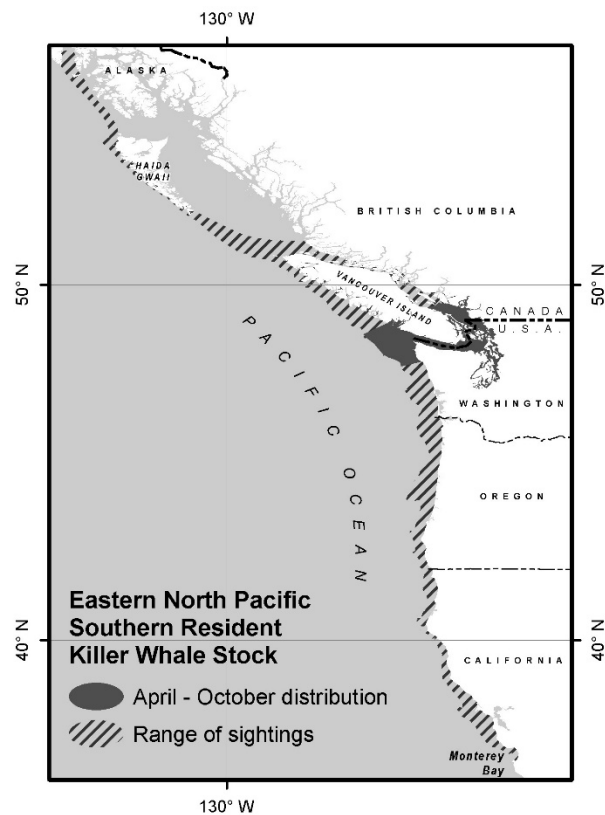 130° W
ALASKA
HAIDA
GWAII
BRITISH COLUMBIA
50° N
50° N
VANCOUVER ISLAND
CANADA
U.S.A.
PACIFIC OCEAN
WASHINGTON
OREGON
Eastern North Pacific
Southern Resident
Killer Whale Stock
40° N
40° N
CALIFORNIA
April - October distribution
Range of sightings
Monterey
Bay
130° W